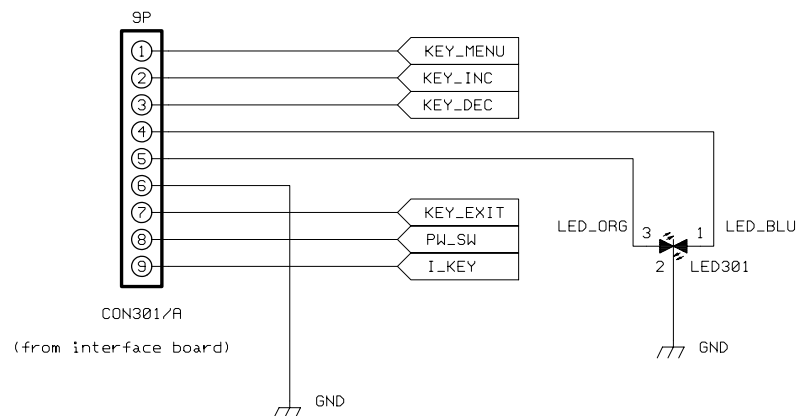 9P
1 KEY_MENU
2 KEY_INC
3 KEY_DEC
4
5
6
7 KEY_EXIT
8 PW_SW
9 I_KEY
LED_ORG 3 1 LED_BLU
2 LED301
CON301/A
(from interface board)
GND
GND